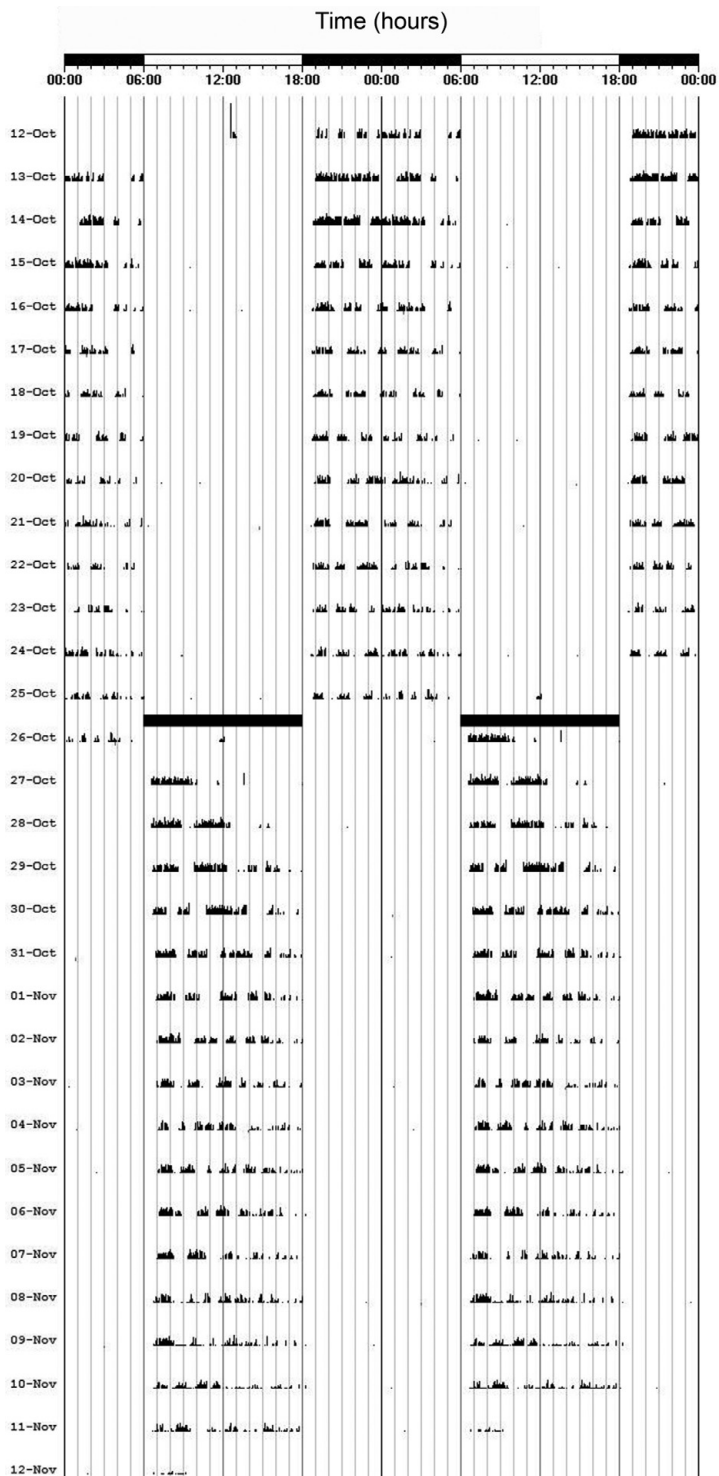 Time (hours)
00:00 06:00 12:00 18:00 00:00 06:00 12:00 18:00 00:00
12-Oct
13-Oct
14-Oct
15-Oct
16-Oct
17-Oct
18-Oct
19-Oct
20-Oct
21-Oct
22-Oct
23-Oct
24-Oct
25-Oct
26-Oct
27-Oct
28-Oct
29-Oct
30-Oct
31-Oct
01-Nov
02-Nov
03-Nov
04-Nov
05-Nov
06-Nov
07-Nov
08-Nov
09-Nov
10-Nov
11-Nov
12-Nov